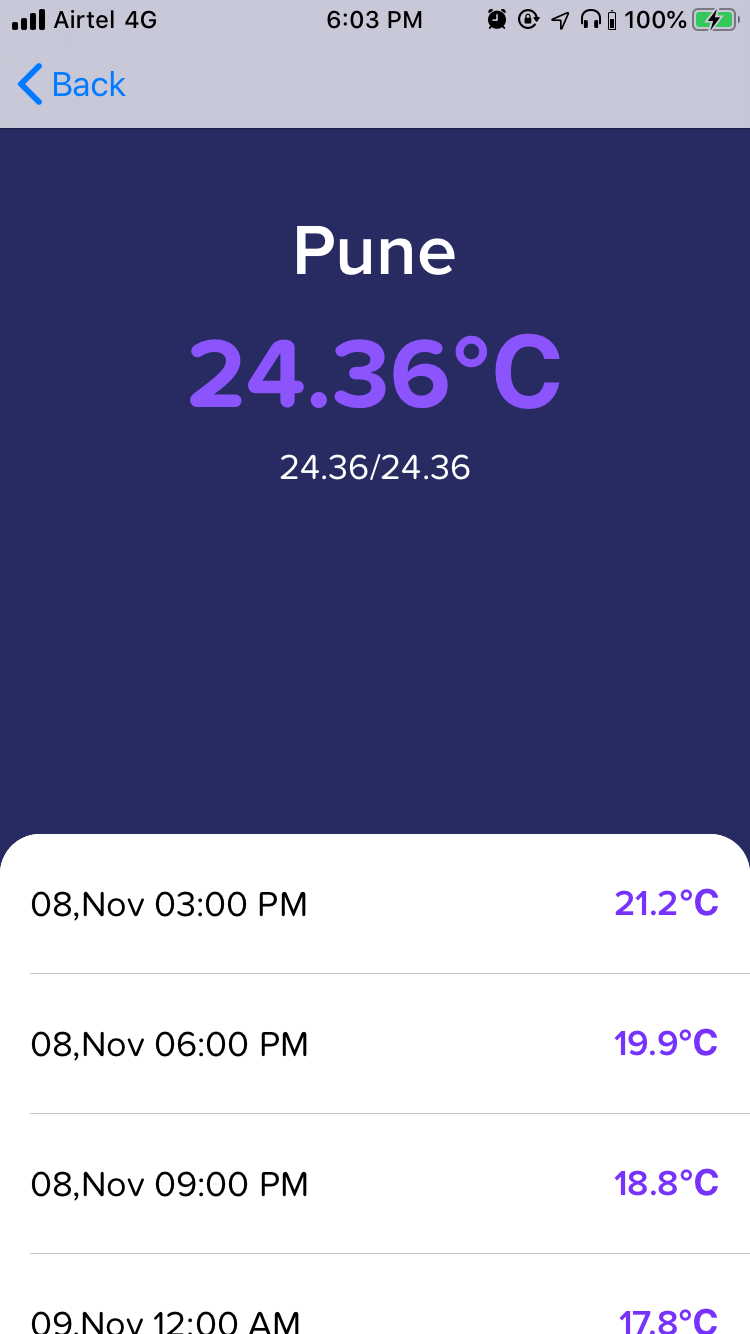 Airtel 4G 6:03 PM 100%
Back
Pune
24.36°C
24.36/24.36
08,Nov 03:00 PM 21.2°C
08,Nov 06:00 PM 19.9°C
08,Nov 09:00 PM 18.8°C
09,Nov 12:00 AM 17.8°C